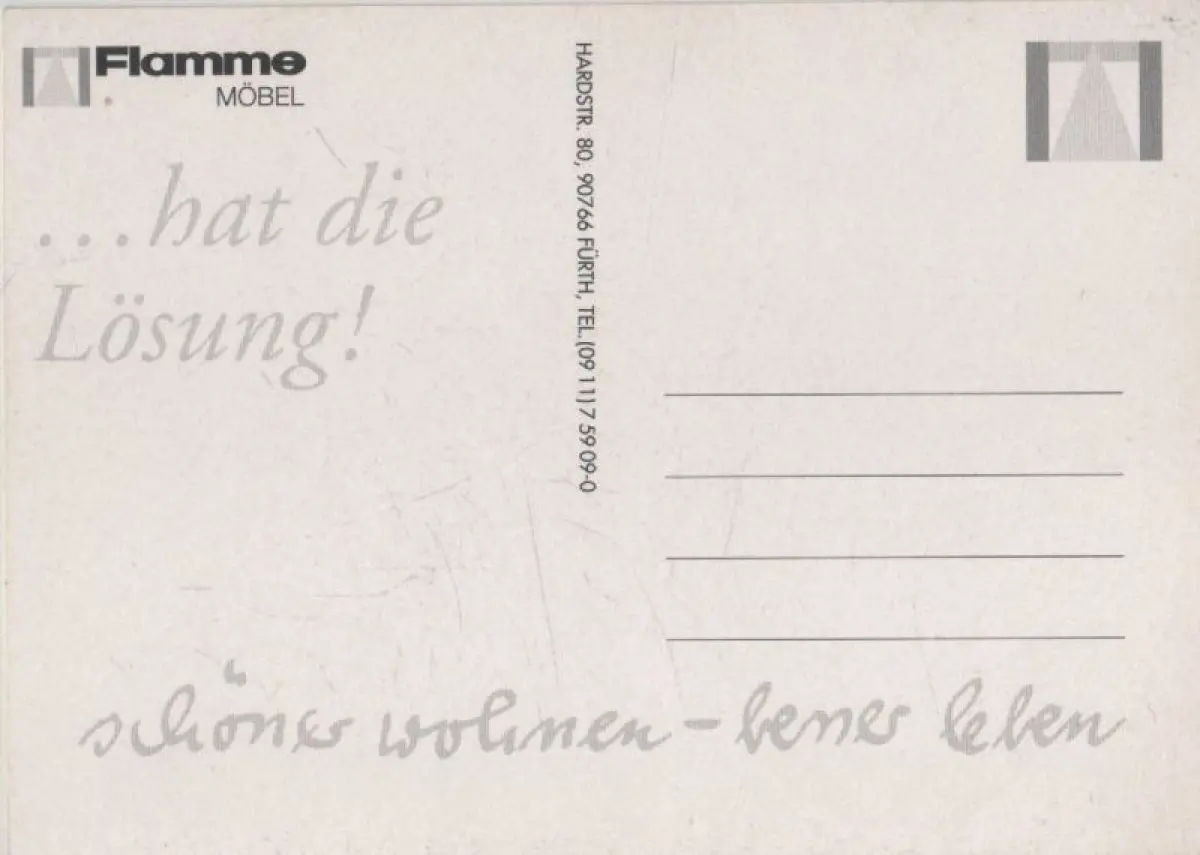 Flamme
MÖBEL
...hat die
Lösung!
HARDSTR. 80, 90766 FÜRTH, TEL. (09 11) 7 59 09-0
schöner wohnen – besser leben